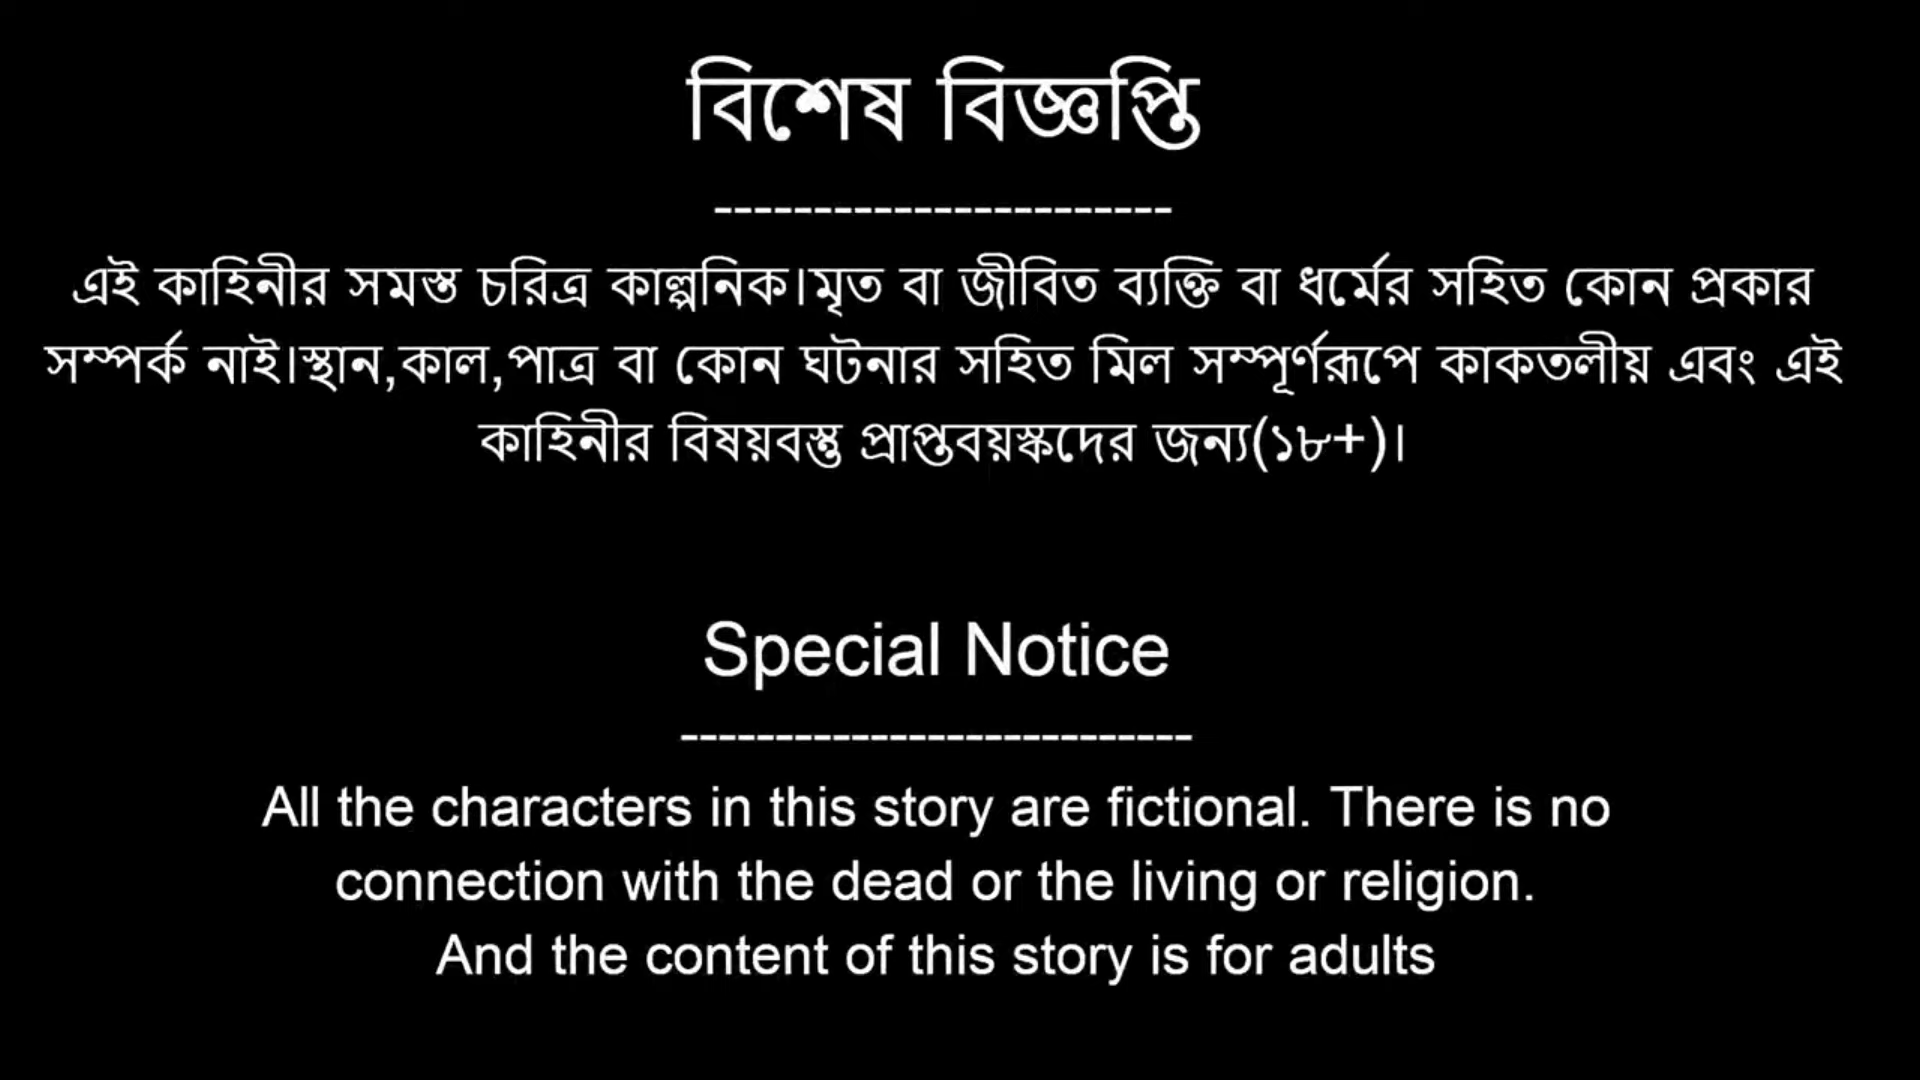 বিশেষ বিজ্ঞপ্তি
-----------------------
এই কাহিনীর সমস্ত চরিত্র কাল্পনিক।মৃত বা জীবিত ব্যক্তি বা ধর্মের সহিত কোন প্রকার
সম্পর্ক নাই।স্থান,কাল,পাত্র বা কোন ঘটনার সহিত মিল সম্পূর্ণরূপে কাকতলীয় এবং এই
কাহিনীর বিষয়বস্তু প্রাপ্তবয়স্কদের জন্য(১৮+)।
Special Notice
---------------------------
All the characters in this story are fictional. There is no
connection with the dead or the living or religion.
And the content of this story is for adults